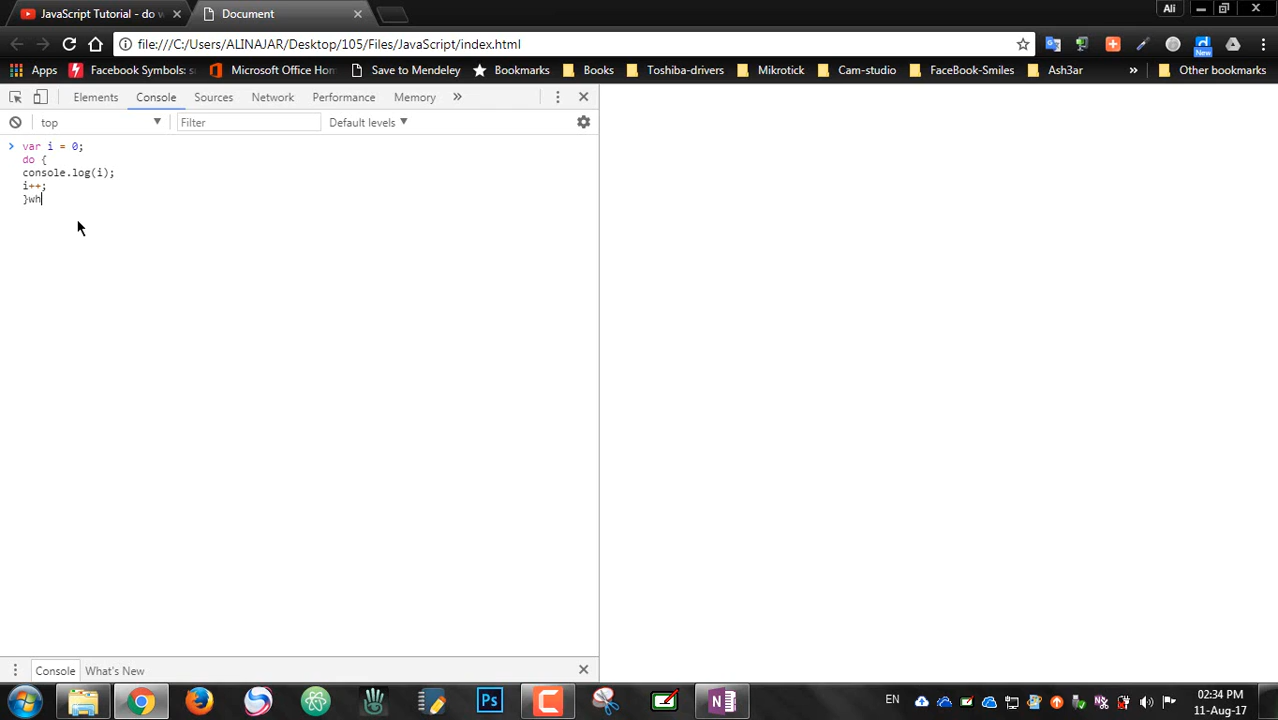 JavaScript Tutorial - do w
Document
Ali
file:///C:/Users/ALINAJAR/Desktop/105/Files/JavaScript/index.html
New
Apps
Facebook Symbols: s
Microsoft Office Hom
Save to Mendeley
Bookmarks
Books
Toshiba-drivers
Mikrotick
Cam-studio
FaceBook-Smiles
Ash3ar
»
Other bookmarks
Elements
Console
Sources
Network
Performance
Memory
»
top
Filter
Default levels
var i = 0;
do {
console.log(i);
i++;
}wh
Console
What's New
Ps
EN
02:34 PM
11-Aug-17